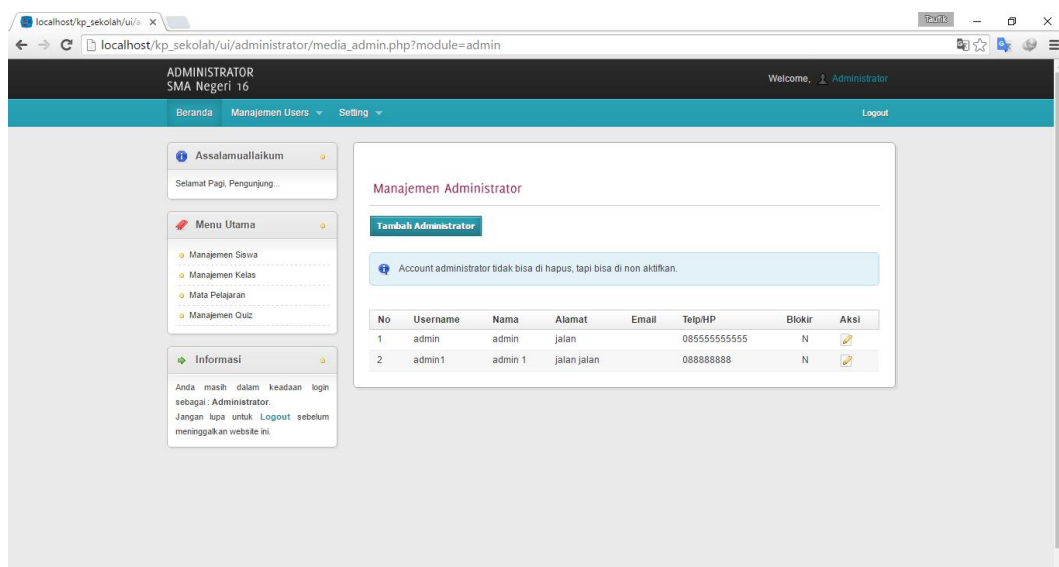 localhost/kp_sekolah/ui/a
Taufik
localhost/kp_sekolah/ui/administrator/media_admin.php?module=admin
ADMINISTRATOR
SMA Negeri 16
Welcome, Administrator
Beranda Manajemen Users Setting Logout
Assalamuallaikum
Selamat Pagi, Pengunjung...
Menu Utama
Manajemen Siswa
Manajemen Kelas
Mata Pelajaran
Manajemen Quiz
Informasi
Anda masih dalam keadaan login
sebagai : Administrator.
Jangan lupa untuk Logout sebelum
meninggalkan website ini.
Manajemen Administrator
Tambah Administrator
Account administrator tidak bisa di hapus, tapi bisa di non aktifkan.
No Username Nama Alamat Email Telp/HP Blokir Aksi
1 admin admin jalan 085555555555 N
2 admin1 admin 1 jalan jalan 088888888 N